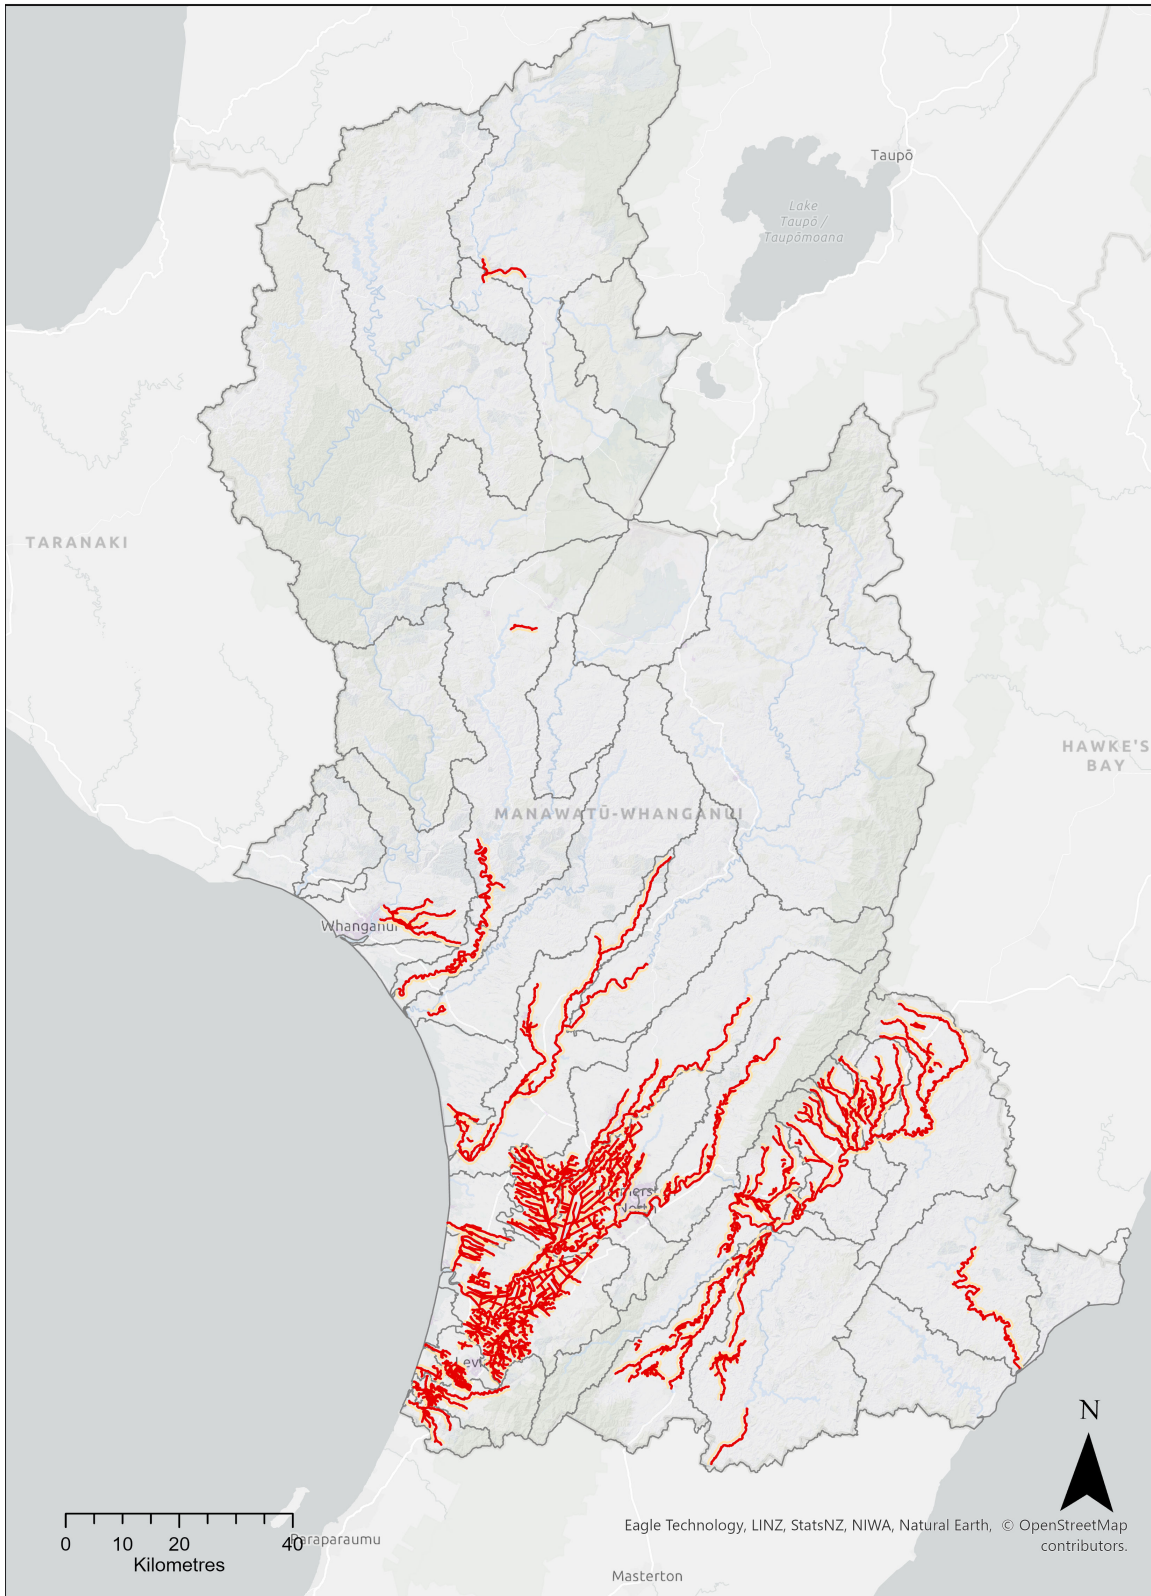 Taupō
Lake
Taupō /
Taupōmoana
TARANAKI
HAWKE'S
BAY
MANAWATŪ-WHANGANUI
Whanganui
North
N
0 20 40
Kilometres
Paraparaumu
Eagle Technology, LINZ, StatsNZ, NIWA, Natural Earth, © OpenStreetMap
contributors.
Masterton